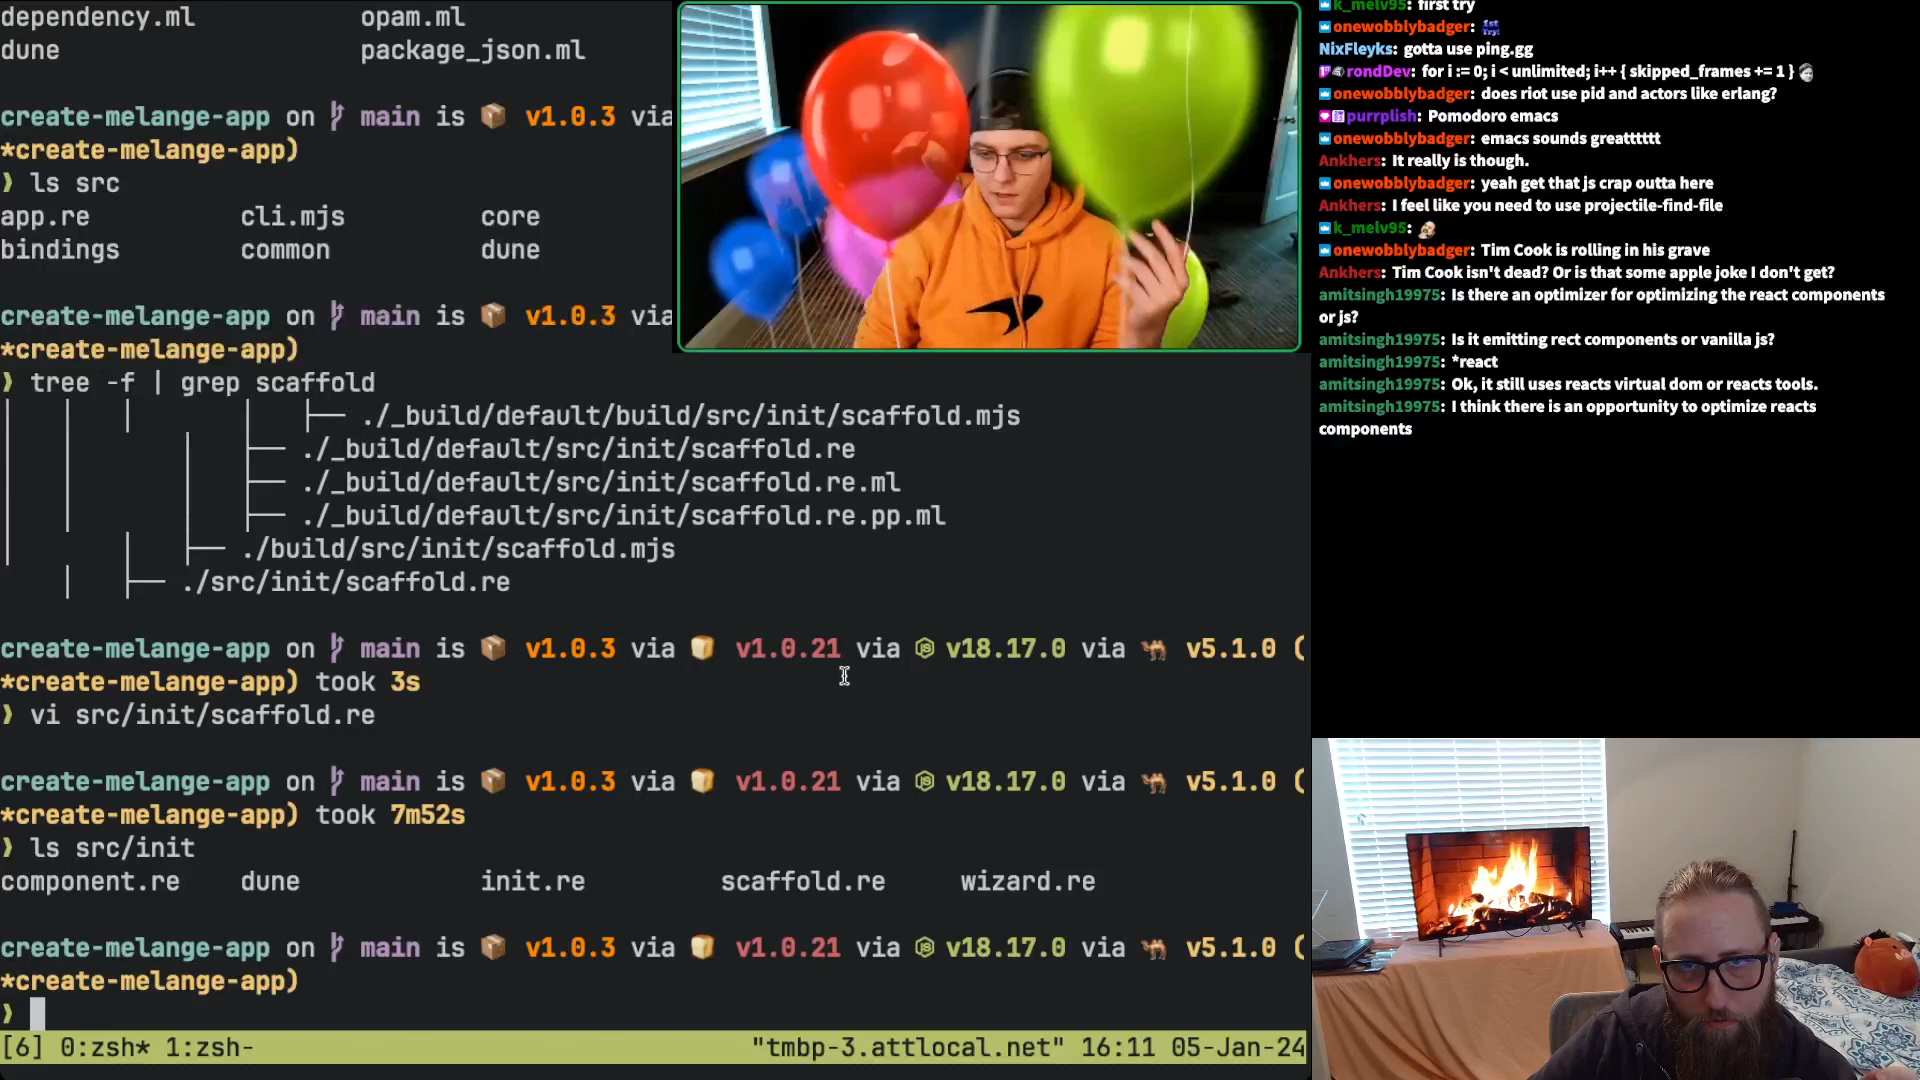 dependency.ml opam.ml
dune package_json.ml
create-melange-app on main is 📦 v1.0.3 via
*create-melange-app)
❯ ls src
app.re cli.mjs core
bindings common dune
create-melange-app on main is 📦 v1.0.3 via
*create-melange-app)
❯ tree -f | grep scaffold
│ │ │ │ ├── ./_build/default/build/src/init/scaffold.mjs
│ │ │ ├── ./_build/default/src/init/scaffold.re
│ │ │ ├── ./_build/default/src/init/scaffold.re.ml
│ │ │ ├── ./_build/default/src/init/scaffold.re.pp.ml
│ │ ├── ./build/src/init/scaffold.mjs
│ ├── ./src/init/scaffold.re
create-melange-app on main is 📦 v1.0.3 via 🍞 v1.0.21 via v18.17.0 via 🐫 v5.1.0 (
*create-melange-app) took 3s
❯ vi src/init/scaffold.re
create-melange-app on main is 📦 v1.0.3 via 🍞 v1.0.21 via v18.17.0 via 🐫 v5.1.0 (
*create-melange-app) took 7m52s
❯ ls src/init
component.re dune init.re scaffold.re wizard.re
create-melange-app on main is 📦 v1.0.3 via 🍞 v1.0.21 via v18.17.0 via 🐫 v5.1.0 (
*create-melange-app)
❯
[6] 0:zsh* 1:zsh- "tmbp-3.attlocal.net" 16:11 05-Jan-24
k_melv95: first try
onewobblybadger: 1st Try!
NixFleyks: gotta use ping.gg
rondDev: for i := 0; i < unlimited; i++ { skipped_frames += 1 }
onewobblybadger: does riot use pid and actors like erlang?
purrplish: Pomodoro emacs
onewobblybadger: emacs sounds greatttttt
Ankhers: It really is though.
onewobblybadger: yeah get that js crap outta here
Ankhers: I feel like you need to use projectile-find-file
k_melv95:
onewobblybadger: Tim Cook is rolling in his grave
Ankhers: Tim Cook isn't dead? Or is that some apple joke I don't get?
amitsingh19975: Is there an optimizer for optimizing the react components
or js?
amitsingh19975: Is it emitting rect components or vanilla js?
amitsingh19975: *react
amitsingh19975: Ok, it still uses reacts virtual dom or reacts tools.
amitsingh19975: I think there is an opportunity to optimize reacts
components